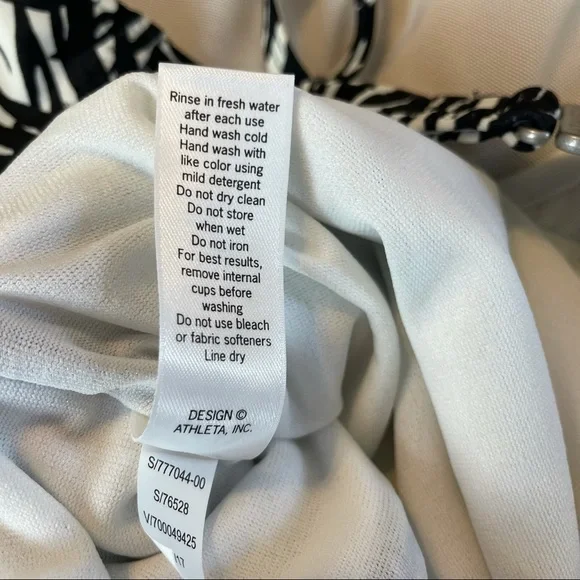 Rinse in fresh water
after each use
Hand wash cold
Hand wash with
like color using
mild detergent
Do not dry clean
Do not store
when wet
Do not iron
For best results,
remove internal
cups before
washing
Do not use bleach
or fabric softeners
Line dry
DESIGN ©
ATHLETA, INC.
S/777044-00
S/76528
V/700049425